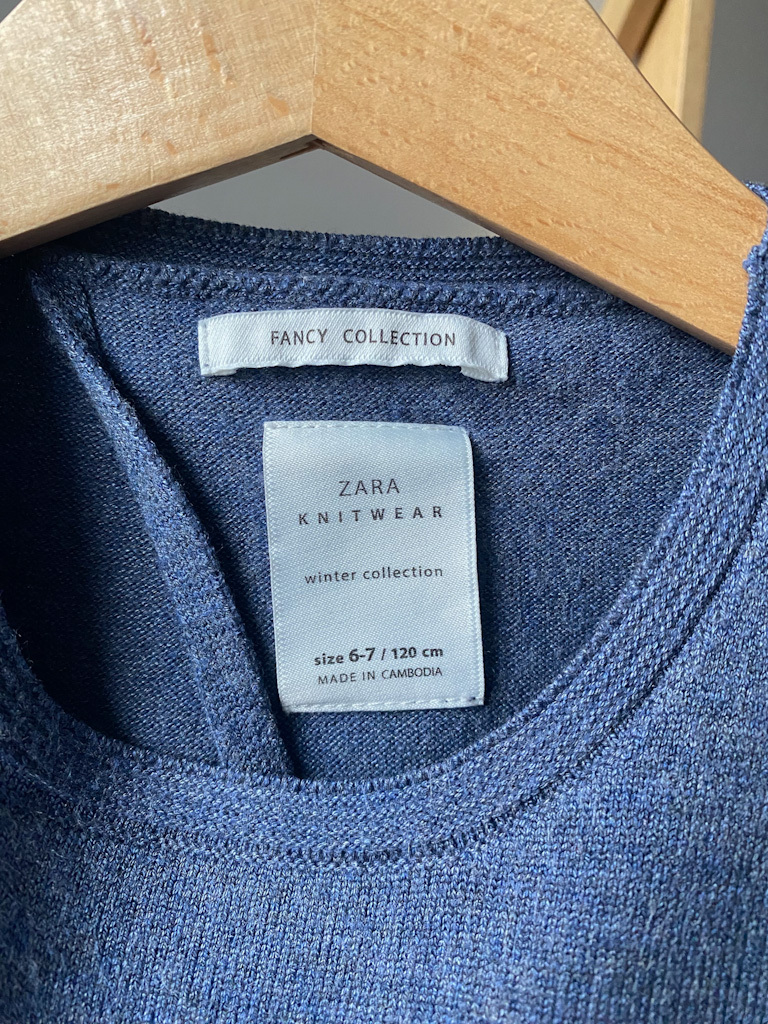 FANCY COLLECTION
ZARA
KNITWEAR
winter collection
size 6-7 / 120 cm
MADE IN CAMBODIA